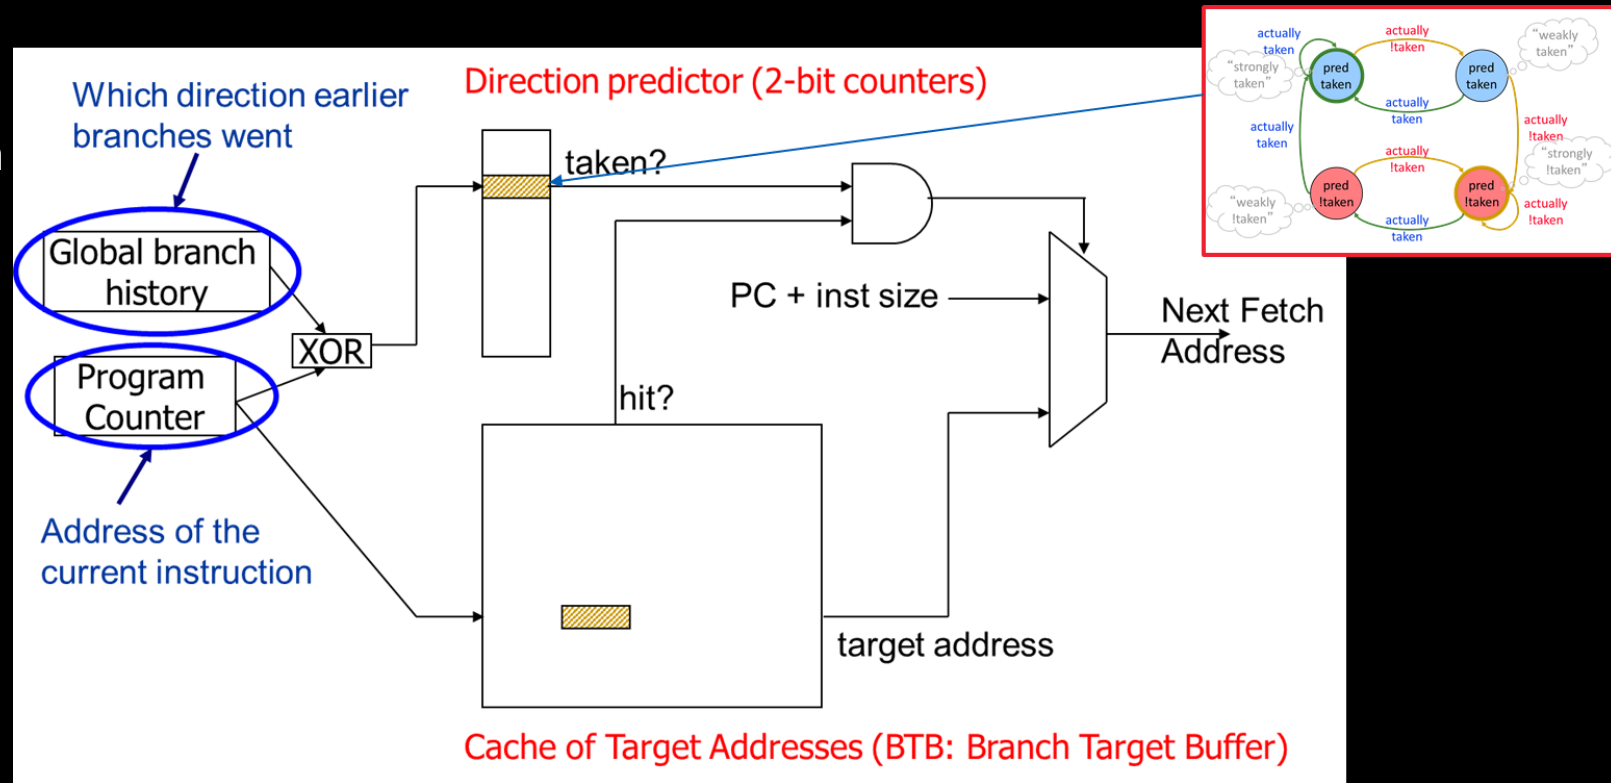 Which direction earlier
branches went
Direction predictor (2-bit counters)
taken?
Global branch
history
XOR
Program
Counter
PC + inst size
Next Fetch
Address
hit?
Address of the
current instruction
target address
Cache of Target Addresses (BTB: Branch Target Buffer)
actually
taken
actually
!taken
"weakly
taken"
"strongly
taken"
pred
taken
pred
taken
actually
taken
actually
taken
actually
!taken
actually
!taken
"strongly
!taken"
"weakly
!taken"
pred
!taken
pred
!taken
actually
!taken
actually
taken